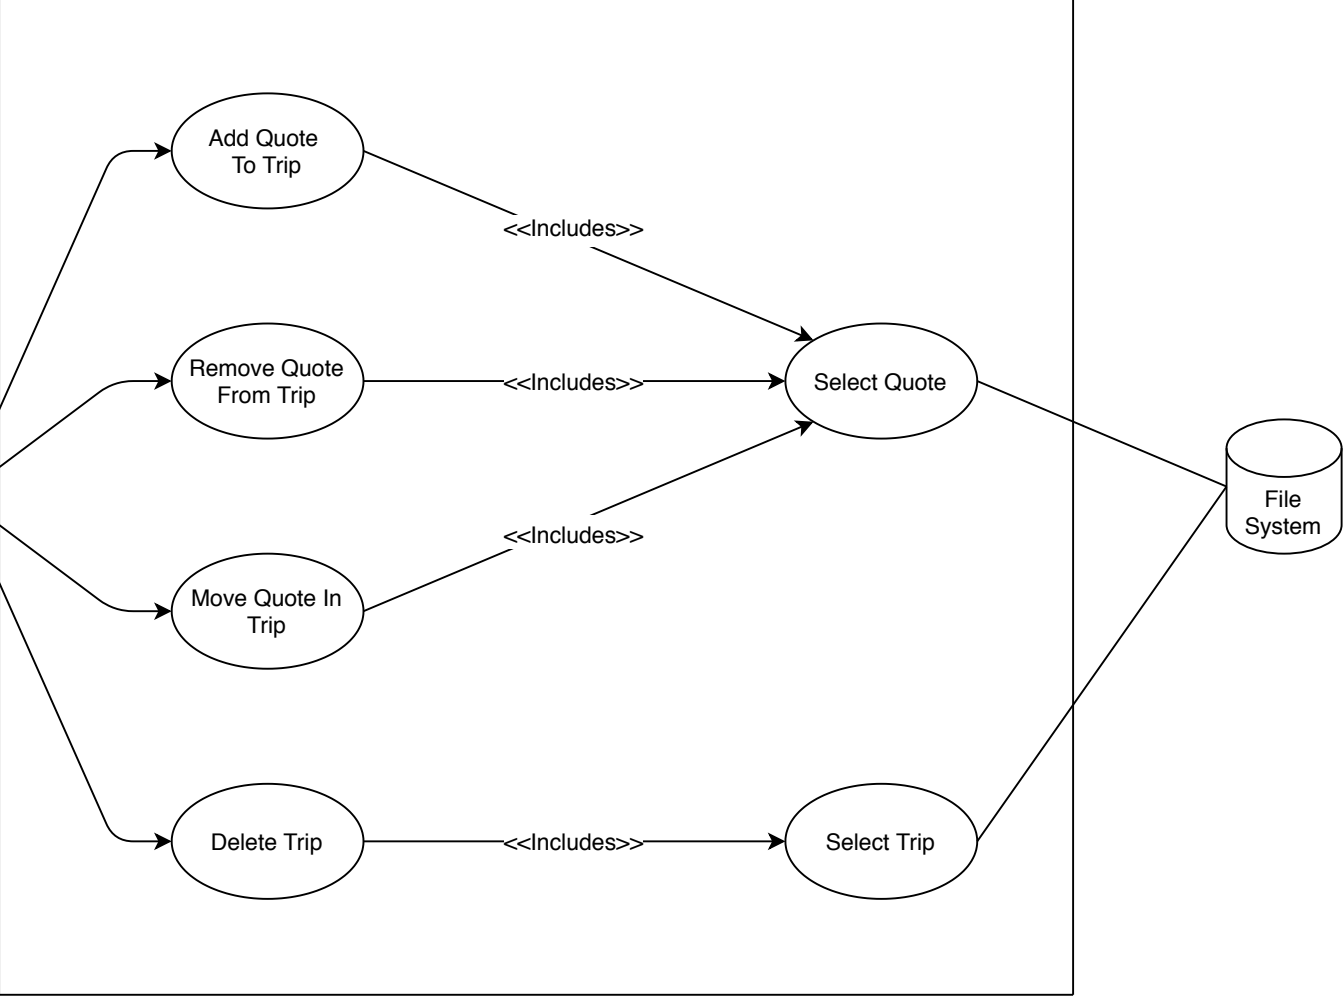 Add Quote
To Trip
<<Includes>>
Remove Quote
From Trip
<<Includes>>
Select Quote
File
System
<<Includes>>
Move Quote In
Trip
Delete Trip
<<Includes>>
Select Trip